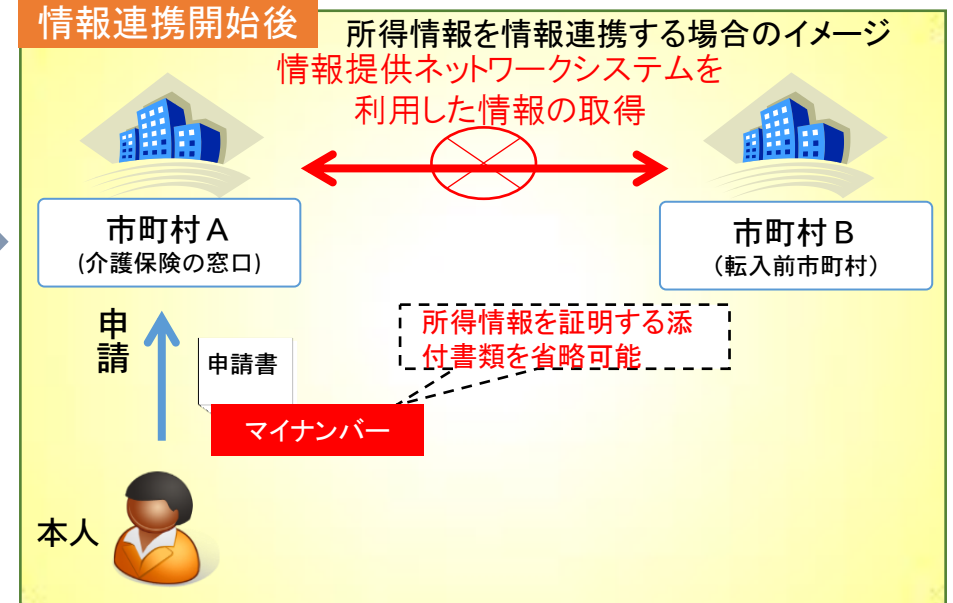 情報連携開始後
所得情報を情報連携する場合のイメージ
情報提供ネットワークシステムを
利用した情報の取得
市町村A
(介護保険の窓口)
市町村B
(転入前市町村)
申請
申請書
所得情報を証明する添
付書類を省略可能
マイナンバー
本人